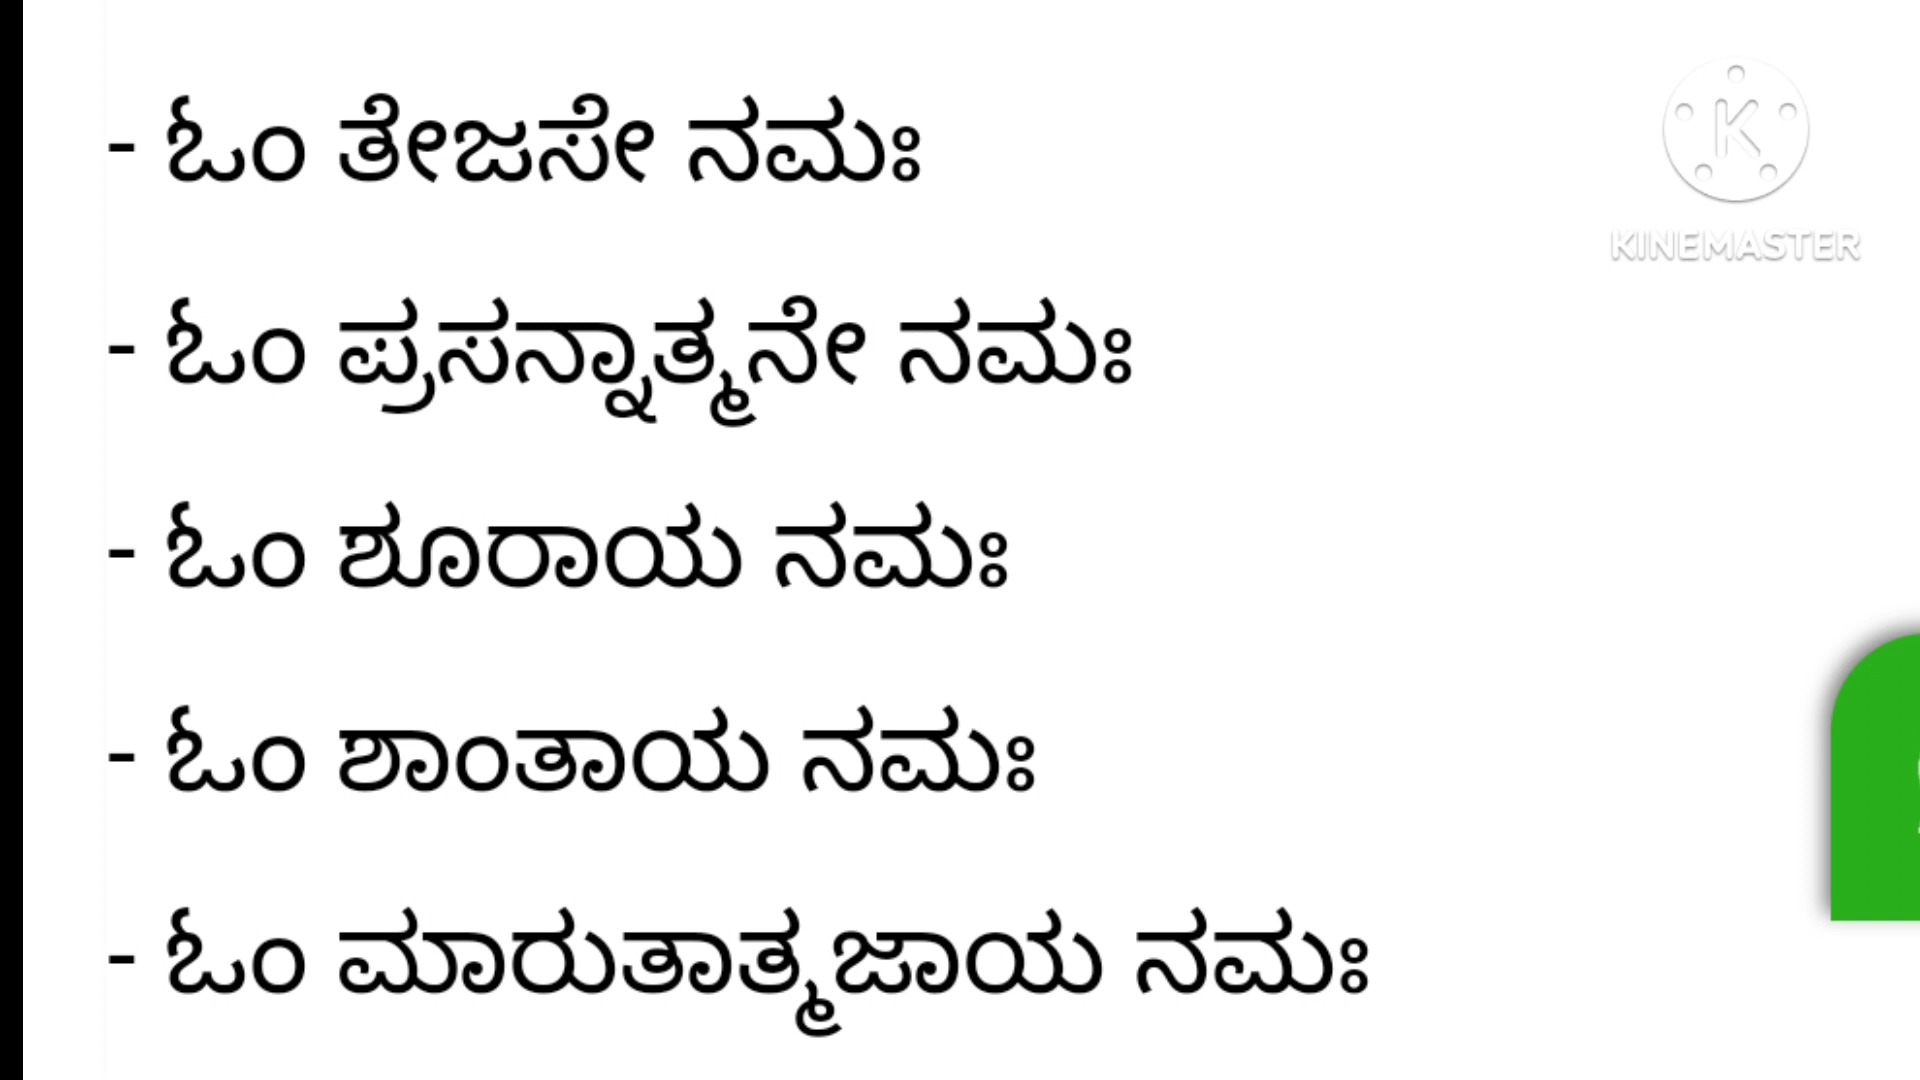 - ಓಂ ತೇಜಸೇ ನಮಃ
KINEMASTER
- ಓಂ ಪ್ರಸನ್ನಾತ್ಮನೇ ನಮಃ
- ಓಂ ಶೂರಾಯ ನಮಃ
- ಓಂ ಶಾಂತಾಯ ನಮಃ
- ಓಂ ಮಾರುತಾತ್ಮಜಾಯ ನಮಃ